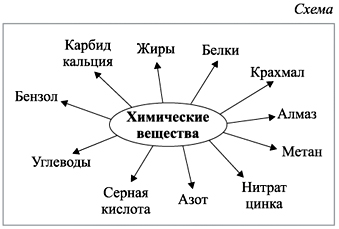 Схема
Карбид
кальция
Жиры
Белки
Крахмал
Бензол
Алмаз
Химические
вещества
Углеводы
Метан
Серная
кислота
Азот
Нитрат
цинка